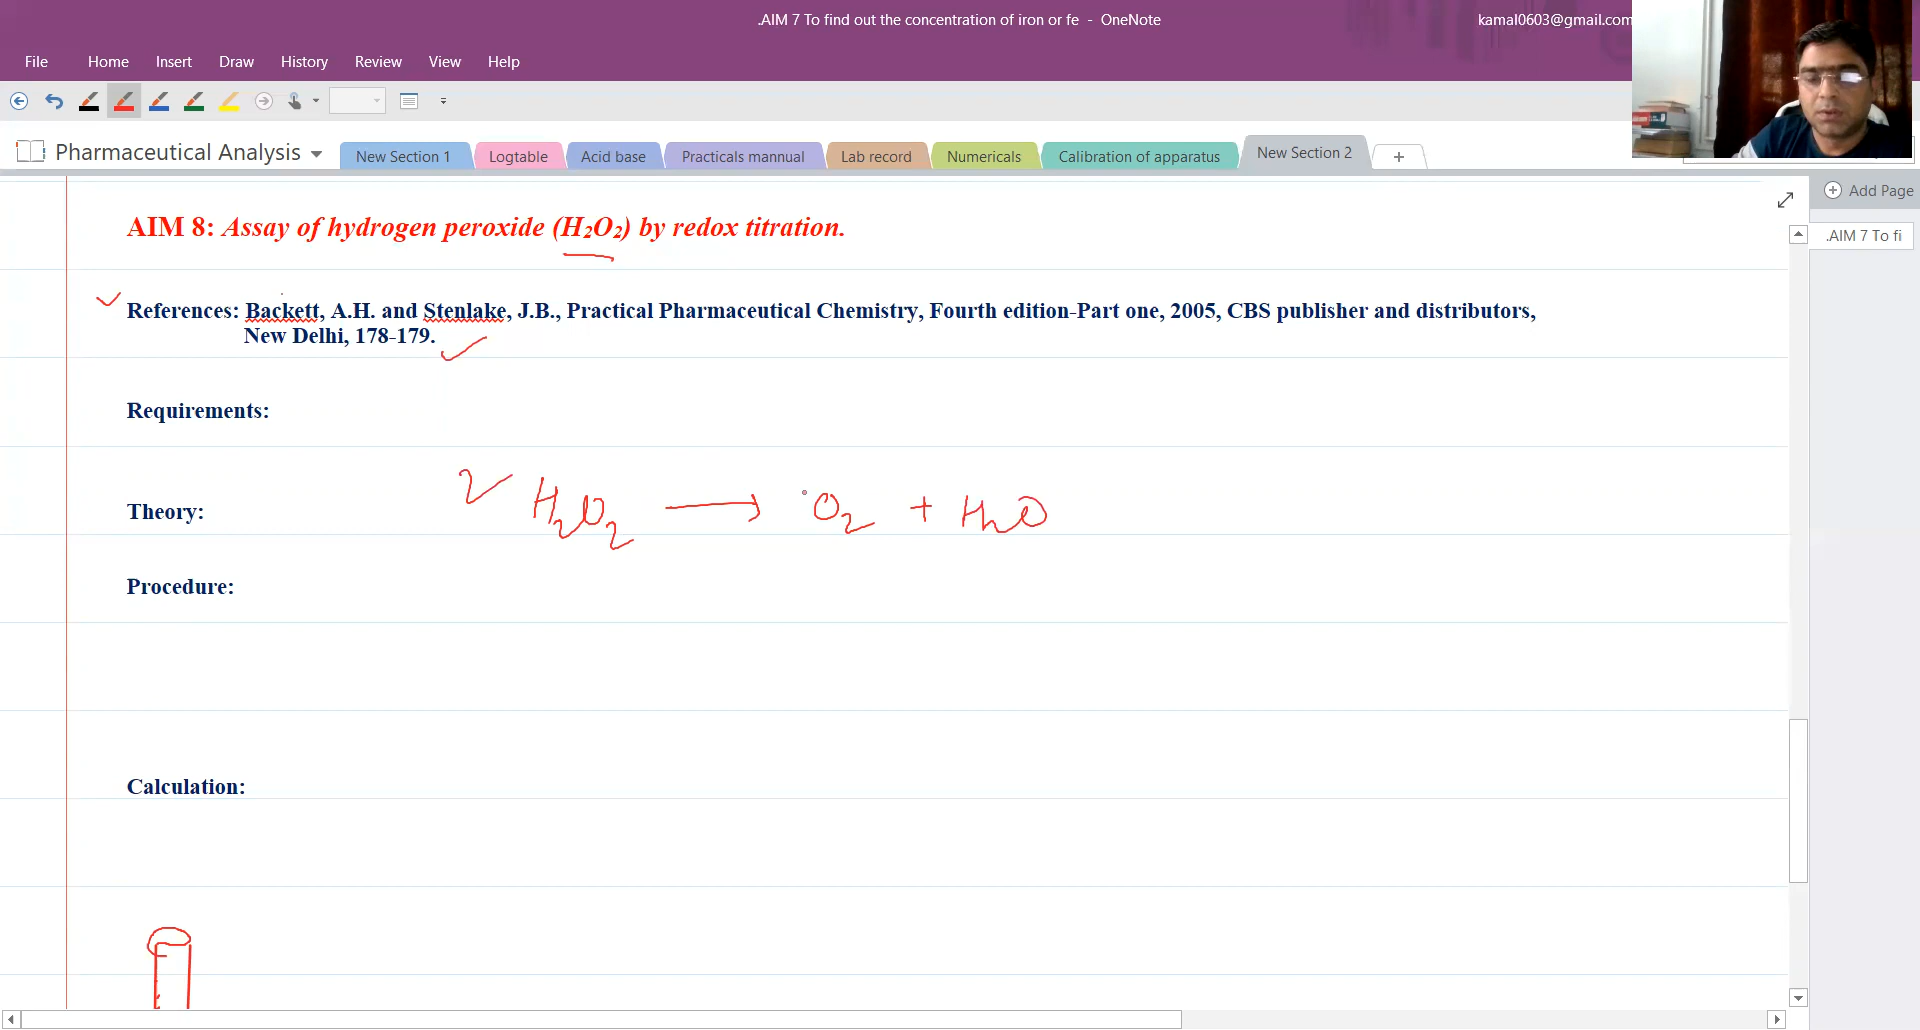 .AIM 7 To find out the concentration of iron or fe - OneNote
kamal0603@gmail.com
File Home Insert Draw History Review View Help
Pharmaceutical Analysis
New Section 1 Logtable Acid base Practicals mannual Lab record Numericals Calibration of apparatus New Section 2 +
Add Page
.AIM 7 To fi
AIM 8: Assay of hydrogen peroxide (H₂O₂) by redox titration.
References: Backett, A.H. and Stenlake, J.B., Practical Pharmaceutical Chemistry, Fourth edition-Part one, 2005, CBS publisher and distributors,
New Delhi, 178-179.
Requirements:
Theory:
2 H₂O₂ → O₂ + H₂O
Procedure:
Calculation: